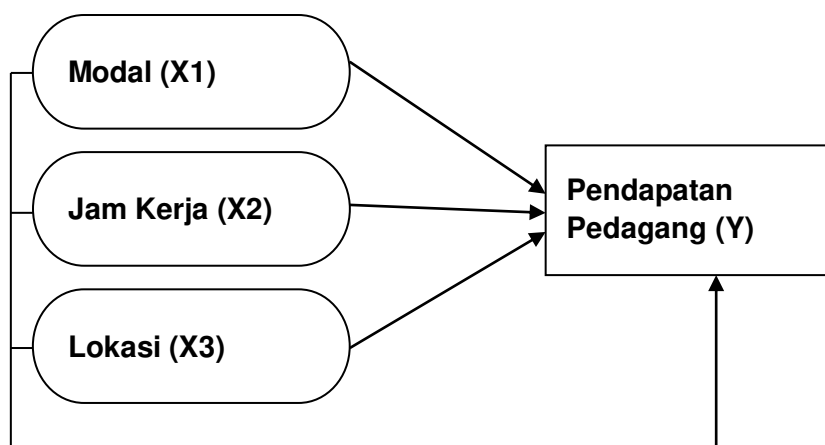 Modal (X1)
Jam Kerja (X2)
Lokasi (X3)
Pendapatan
Pedagang (Y)